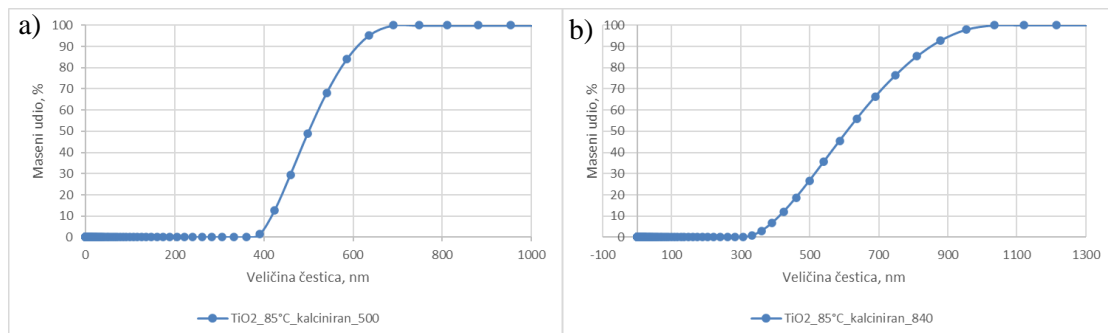 a)
100
90
80
70
60
50
40
30
20
10
0
Maseni udio, %
0 200 400 600 800 1000
Veličina čestica, nm
TiO2_85°C_kalciniran_500
b)
100
90
80
70
60
50
40
30
20
10
0
Maseni udio, %
-100 100 300 500 700 900 1100 1300
Veličina čestica, nm
TiO2_85°C_kalciniran_840